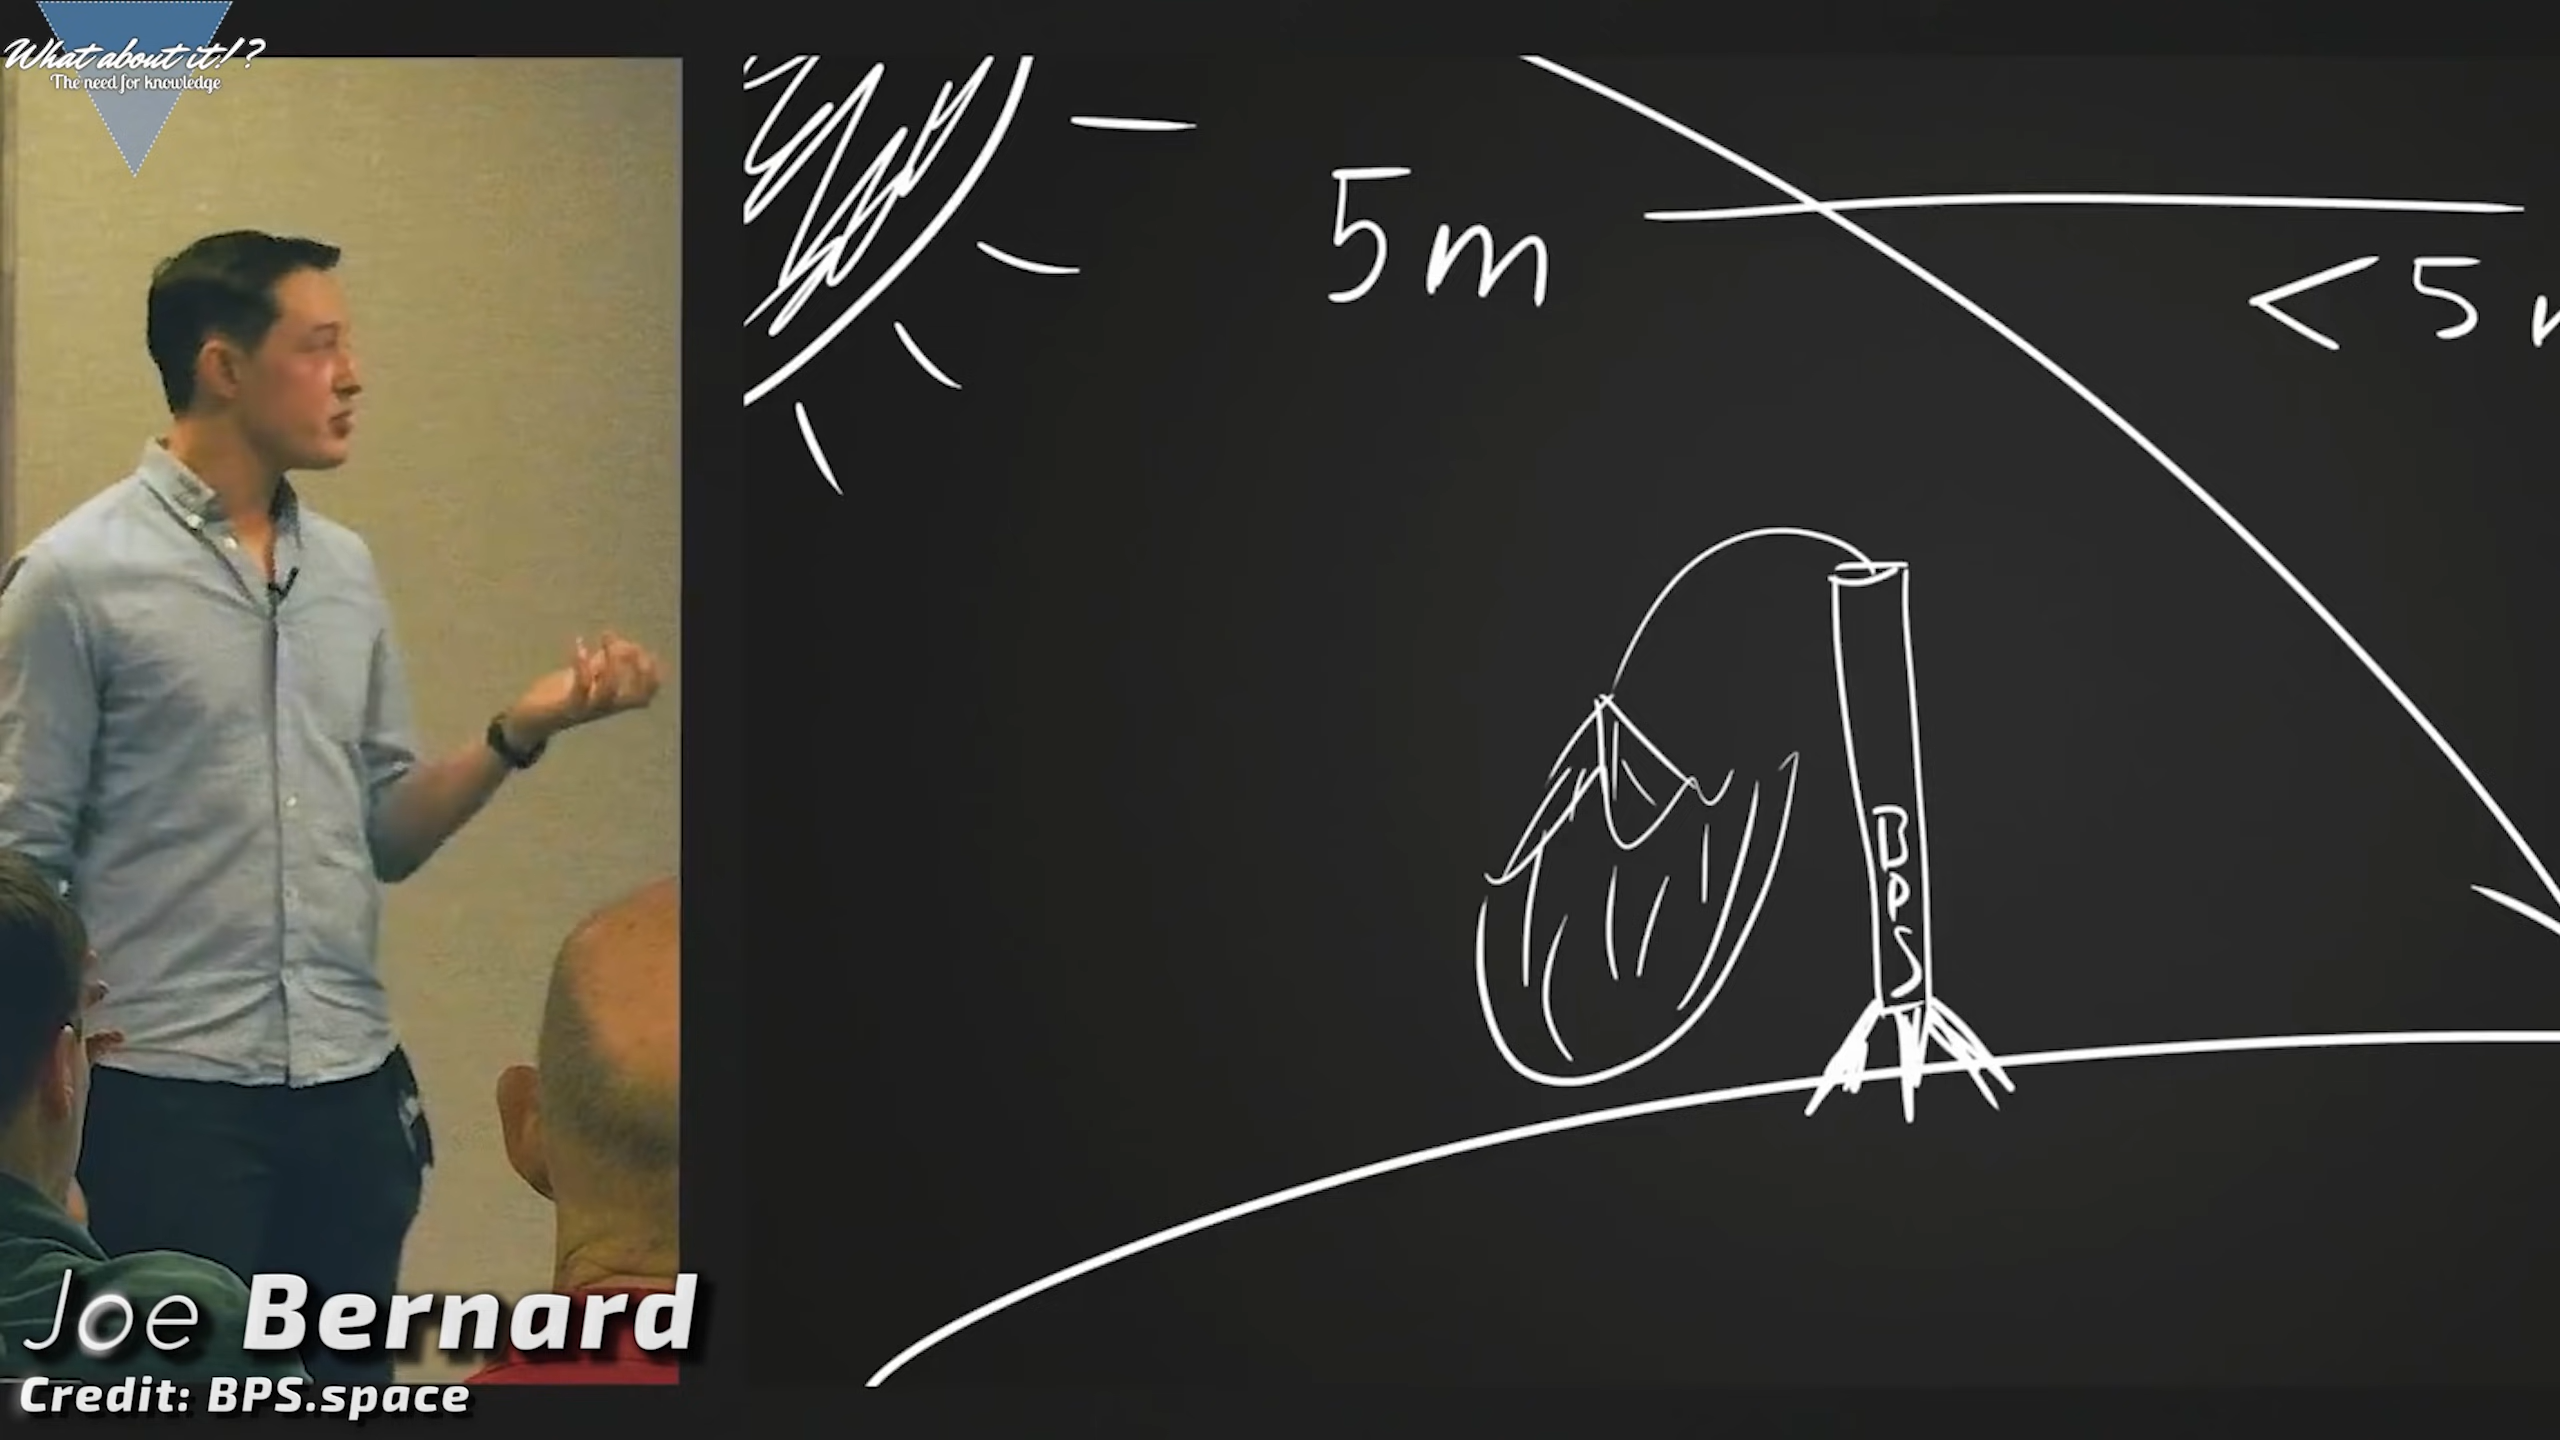 What about it!?
The need for knowledge
5m
<5
BPS
Joe Bernard
Credit: BPS.space